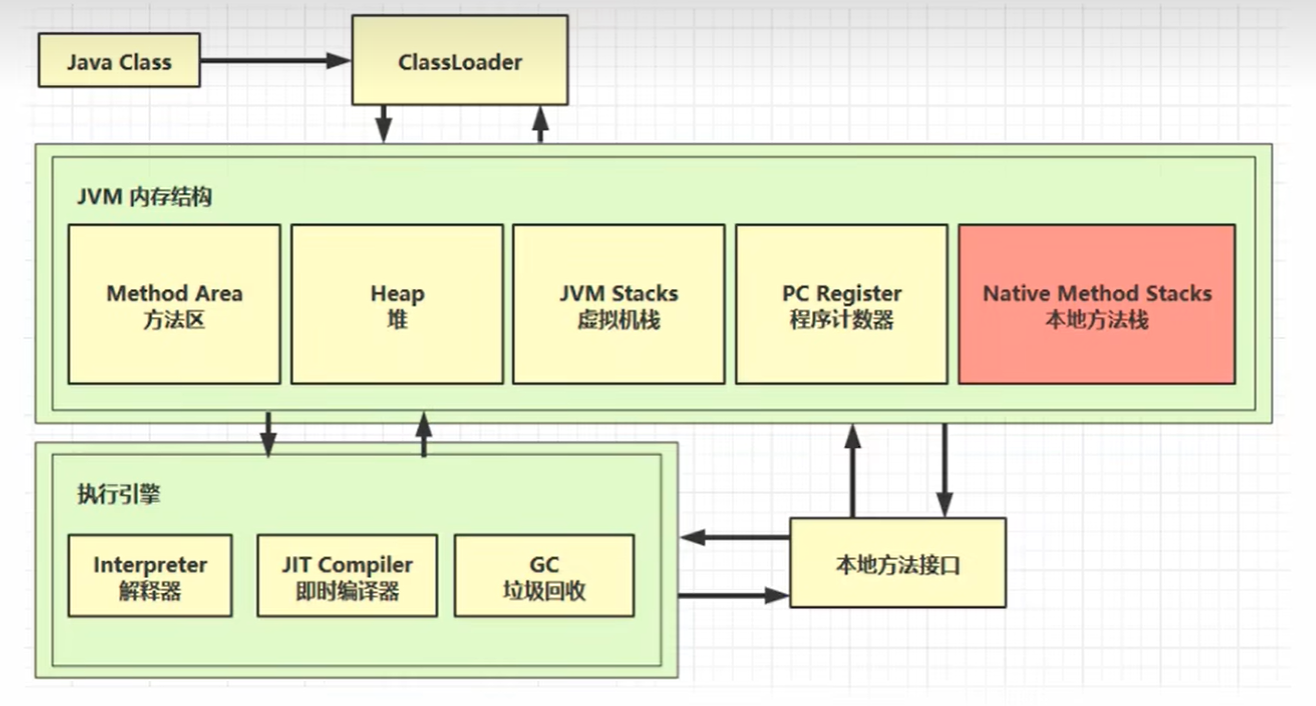 Java Class
ClassLoader
JVM 内存结构
Method Area
方法区
Heap
堆
JVM Stacks
虚拟机栈
PC Register
程序计数器
Native Method Stacks
本地方法栈
执行引擎
Interpreter
解释器
JIT Compiler
即时编译器
GC
垃圾回收
本地方法接口